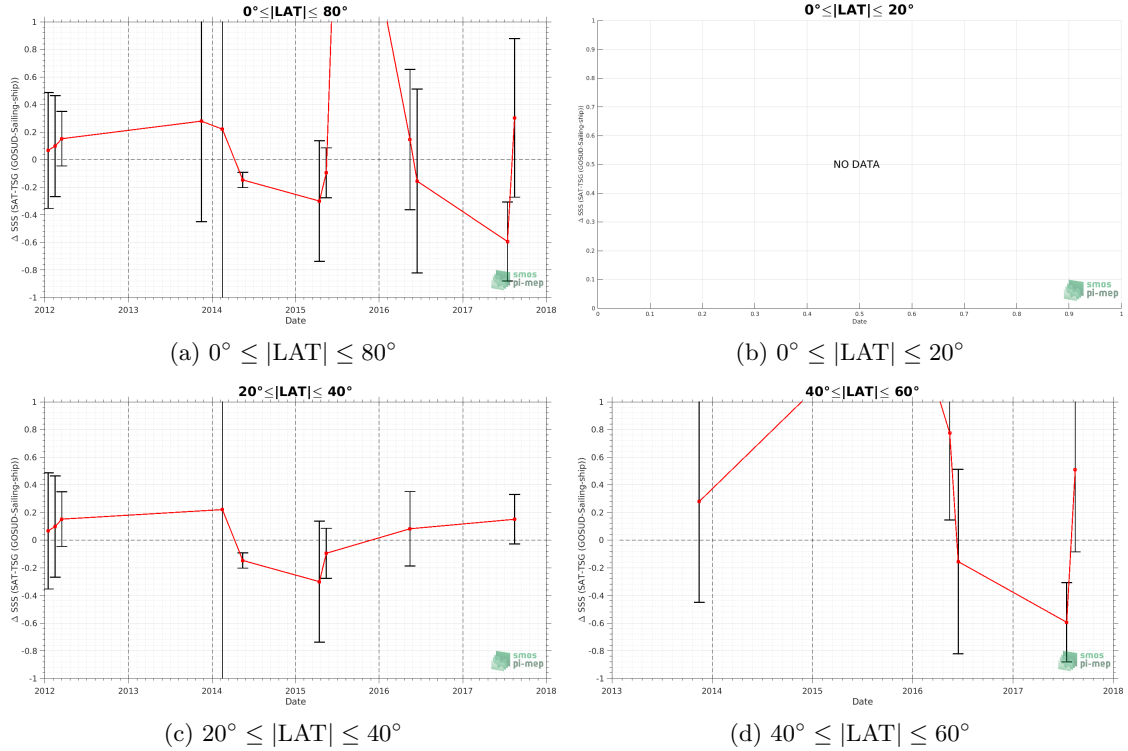 0°≤|LAT|≤ 80°
Δ SSS (SAT-TSG (GOSUD-Sailing-ship))
1
0.8
0.6
0.4
0.2
0
-0.2
-0.4
-0.6
-0.8
-1
2012 2013 2014 2015 2016 2017 2018
Date
smos
pi-mep
(a) 0° ≤ |LAT| ≤ 80°
0°≤|LAT|≤ 20°
Δ SSS (SAT-TSG (GOSUD-Sailing-ship))
1
0.9
0.8
0.7
0.6
0.5
0.4
0.3
0.2
0.1
0
NO DATA
0 0.1 0.2 0.3 0.4 0.5 0.6 0.7 0.8 0.9 1
Date
smos
pi-mep
(b) 0° ≤ |LAT| ≤ 20°
20°≤|LAT|≤ 40°
Δ SSS (SAT-TSG (GOSUD-Sailing-ship))
1
0.8
0.6
0.4
0.2
0
-0.2
-0.4
-0.6
-0.8
-1
2012 2013 2014 2015 2016 2017 2018
Date
smos
pi-mep
(c) 20° ≤ |LAT| ≤ 40°
40°≤|LAT|≤ 60°
Δ SSS (SAT-TSG (GOSUD-Sailing-ship))
1
0.8
0.6
0.4
0.2
0
-0.2
-0.4
-0.6
-0.8
-1
2013 2014 2015 2016 2017 2018
Date
smos
pi-mep
(d) 40° ≤ |LAT| ≤ 60°